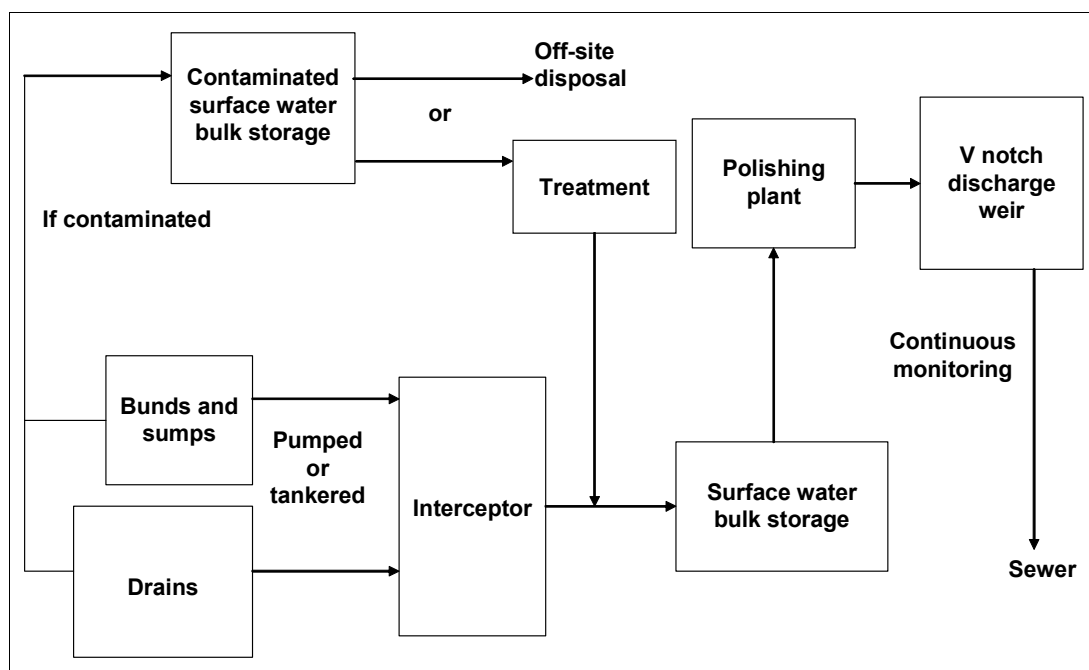 Contaminated
surface water
bulk storage
Off-site
disposal
or
Treatment
Polishing
plant
V notch
discharge
weir
If contaminated
Continuous
monitoring
Bunds and
sumps
Pumped
or
tankered
Interceptor
Surface water
bulk storage
Drains
Sewer